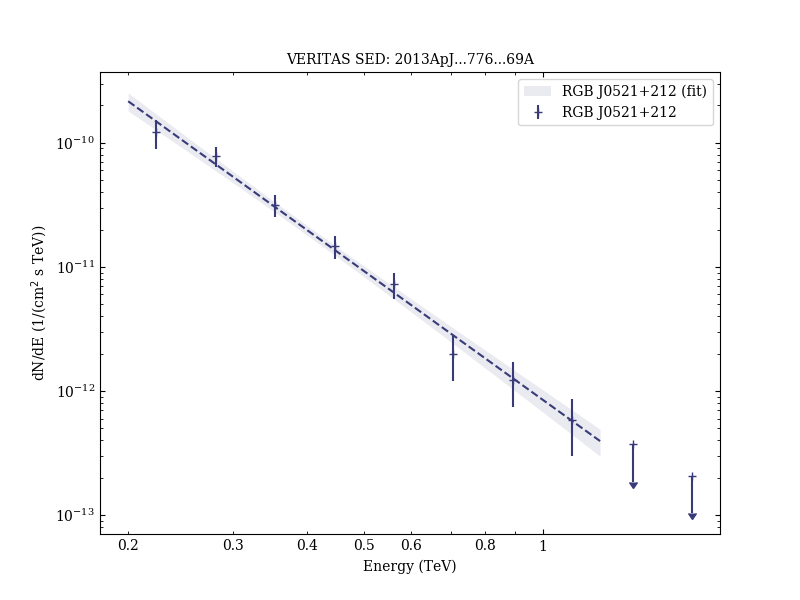 VERITAS SED: 2013ApJ...776...69A
RGB J0521+212 (fit)
RGB J0521+212
dN/dE (1/(cm² s TeV))
10⁻¹⁰
10⁻¹¹
10⁻¹²
10⁻¹³
0.2 0.3 0.4 0.5 0.6 0.8 1
Energy (TeV)